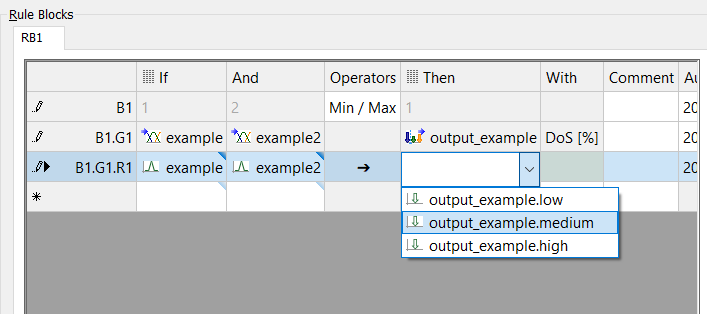 Rule Blocks
RB1
If And Operators Then With Comment Au
B1 1 2 Min / Max 1 20
B1.G1 example example2 output_example DoS [%] 20
B1.G1.R1 example example2 ➔ 20
output_example.low
output_example.medium
output_example.high